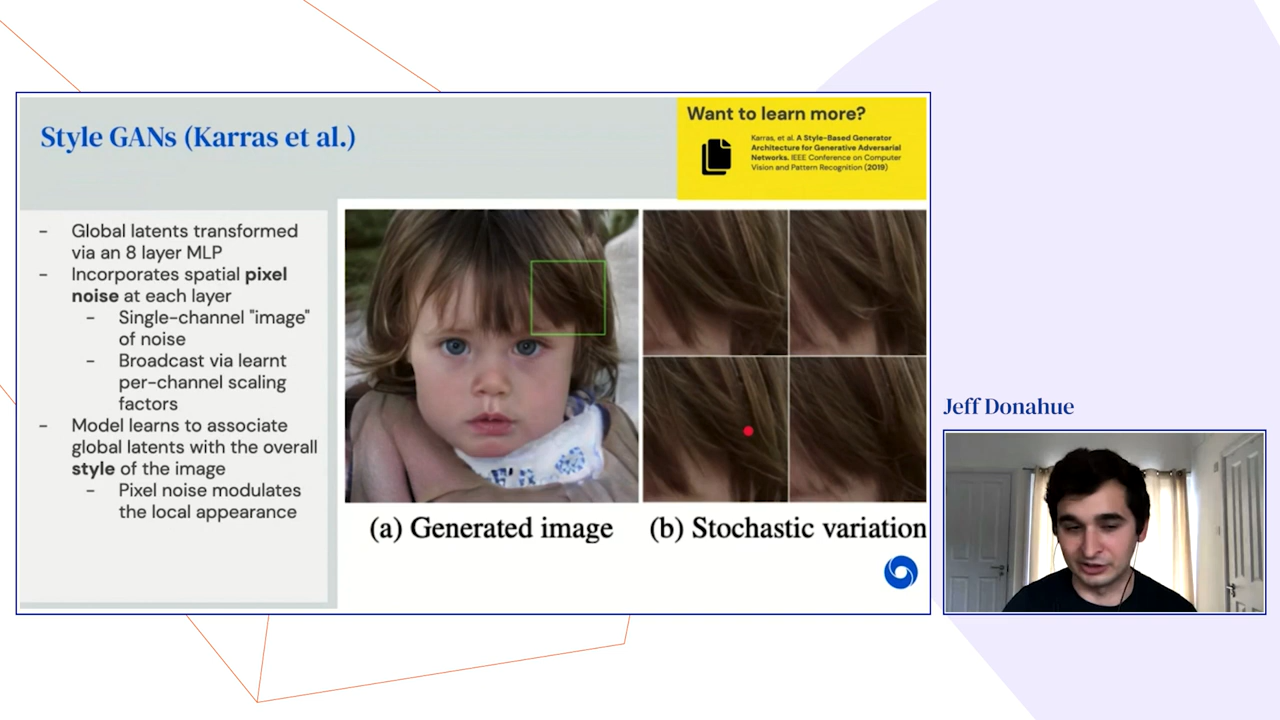 Style GANs (Karras et al.)
Want to learn more?
Karras, et al. A Style-Based Generator
Architecture for Generative Adversarial
Networks. IEEE Conference on Computer
Vision and Pattern Recognition (2019)
- Global latents transformed
via an 8 layer MLP
- Incorporates spatial pixel
noise at each layer
- Single-channel "image"
of noise
- Broadcast via learnt
per-channel scaling
factors
- Model learns to associate
global latents with the overall
style of the image
- Pixel noise modulates
the local appearance
(a) Generated image
(b) Stochastic variation
Jeff Donahue